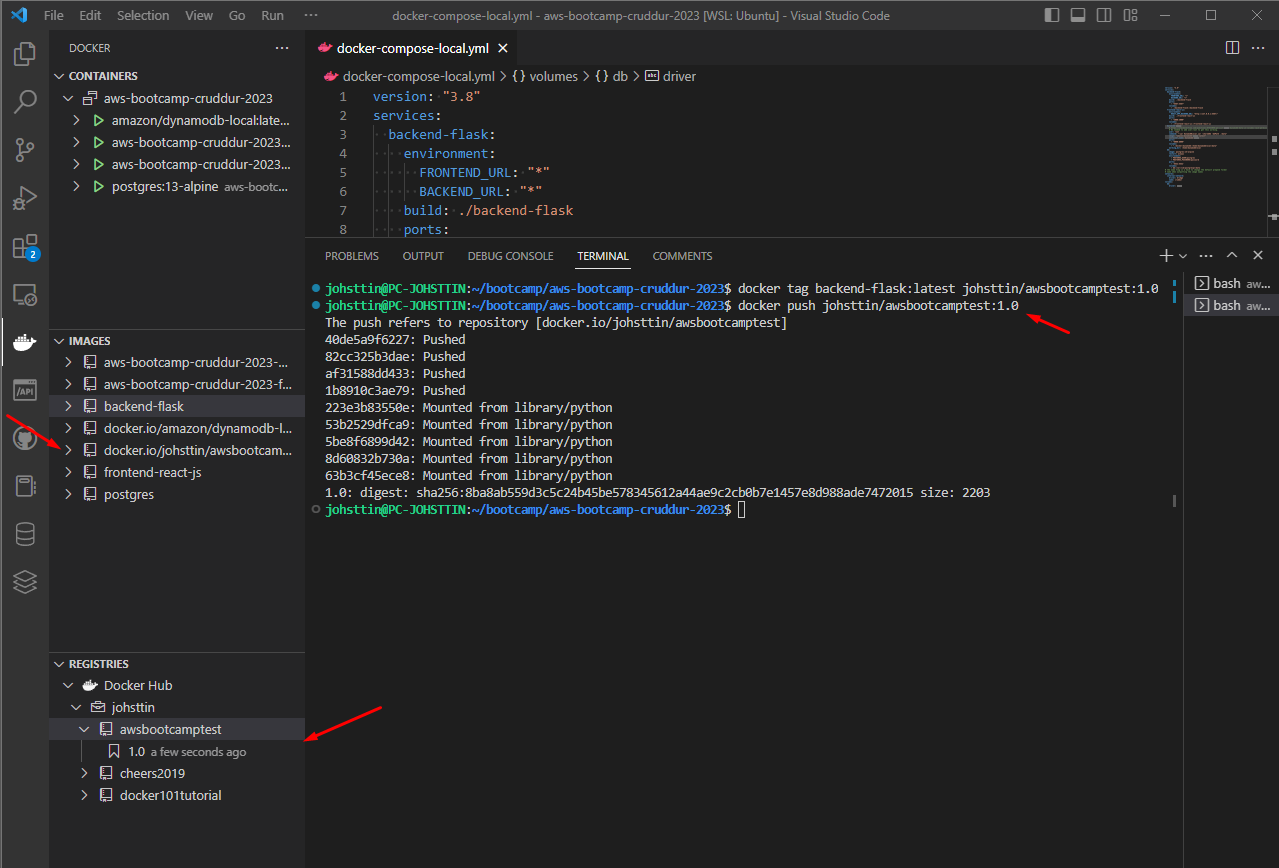 File Edit Selection View Go Run ··· docker-compose-local.yml - aws-bootcamp-cruddur-2023 [WSL: Ubuntu] - Visual Studio Code
DOCKER ···
CONTAINERS
aws-bootcamp-cruddur-2023
amazon/dynamodb-local:late...
aws-bootcamp-cruddur-2023...
aws-bootcamp-cruddur-2023...
postgres:13-alpine aws-bootc...
2
/API
IMAGES
aws-bootcamp-cruddur-2023-...
aws-bootcamp-cruddur-2023-f...
backend-flask
docker.io/amazon/dynamodb-l...
docker.io/johsttin/awsbootcam...
frontend-react-js
postgres
REGISTRIES
Docker Hub
johsttin
awsbootcamptest
1.0 a few seconds ago
cheers2019
docker101tutorial
docker-compose-local.yml
docker-compose-local.yml > {} volumes > {} db > abc driver
1 version: "3.8"
2 services:
3 backend-flask:
4 environment:
5 FRONTEND_URL: "*"
6 BACKEND_URL: "*"
7 build: ./backend-flask
8 ports:
PROBLEMS OUTPUT DEBUG CONSOLE TERMINAL COMMENTS
johsttin@PC-JOHSTTIN:~/bootcamp/aws-bootcamp-cruddur-2023$ docker tag backend-flask:latest johsttin/awsbootcamptest:1.0
johsttin@PC-JOHSTTIN:~/bootcamp/aws-bootcamp-cruddur-2023$ docker push johsttin/awsbootcamptest:1.0
The push refers to repository [docker.io/johsttin/awsbootcamptest]
40de5a9f6227: Pushed
82cc325b3dae: Pushed
af31588dd433: Pushed
1b8910c3ae79: Pushed
223e3b83550e: Mounted from library/python
53b2529dfca9: Mounted from library/python
5be8f6899d42: Mounted from library/python
8d60832b730a: Mounted from library/python
63b3cf45ece8: Mounted from library/python
1.0: digest: sha256:8ba8ab559d3c5c24b45be578345612a44ae9c2cb0b7e1457e8d988ade7472015 size: 2203
johsttin@PC-JOHSTTIN:~/bootcamp/aws-bootcamp-cruddur-2023$
bash aw...
bash aw...